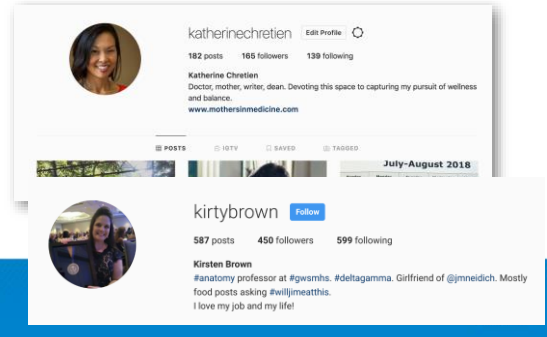 katherinechretien Edit Profile
182 posts 165 followers 139 following
Katherine Chretien
Doctor, mother, writer, dean. Devoting this space to capturing my pursuit of wellness
and balance.
www.mothersinmedicine.com
POSTS IGTV SAVED TAGGED
July-August 2018
kirtybrown Follow
587 posts 450 followers 599 following
Kirsten Brown
#anatomy professor at #gwsmhs. #deltagamma. Girlfriend of @jmneidich. Mostly
food posts asking #willjimeatthis.
I love my job and my life!